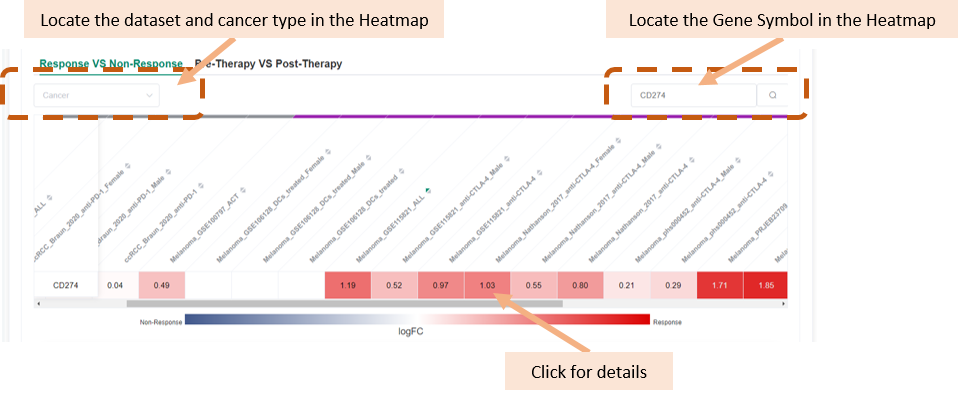 Locate the dataset and cancer type in the Heatmap
Locate the Gene Symbol in the Heatmap
Response VS Non-Response
-Therapy VS Post-Therapy
Cancer
CD274
_ALL
ccRCC_Braun_2020_anti-PD-1_Female
ccRCC_Braun_2020_anti-PD-1_Male
ccRCC_Braun_2020_anti-PD-1
Melanoma_GSE100797_ACT
Melanoma_GSE106128_DCs_treated_Female
Melanoma_GSE106128_DCs_treated_Male
Melanoma_GSE106128_DCs_treated
Melanoma_GSE115821_ALL
Melanoma_GSE115821_anti-CTLA-4_Male
Melanoma_GSE115821_anti-CTLA-4
Melanoma_Nathanson_2017_anti-CTLA-4_Female
Melanoma_Nathanson_2017_anti-CTLA-4_Male
Melanoma_Nathanson_2017_anti-CTLA-4
Melanoma_phs000452_anti-CTLA-4_Male
Melanoma_phs000452_anti-CTLA-4
Melanoma_PRJEB23709
Mela
CD274 0.04 0.49 1.19 0.52 0.97 1.03 0.55 0.80 0.21 0.29 1.71 1.85
Non-Response Response
logFC
Click for details